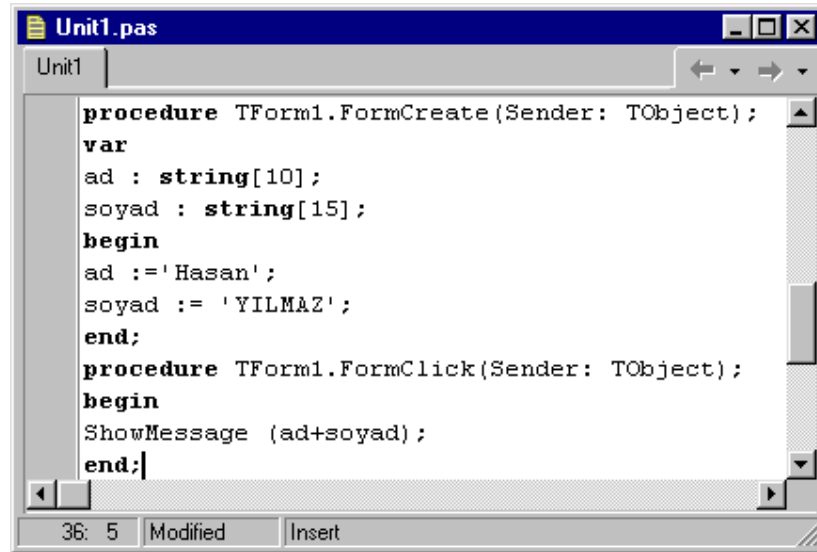 Unit1.pas
Unit1
procedure TForm1.FormCreate(Sender: TObject);
var
ad : string[10];
soyad : string[15];
begin
ad :='Hasan';
soyad := 'YILMAZ';
end;
procedure TForm1.FormClick(Sender: TObject);
begin
ShowMessage (ad+soyad);
end;
36: 5 Modified Insert